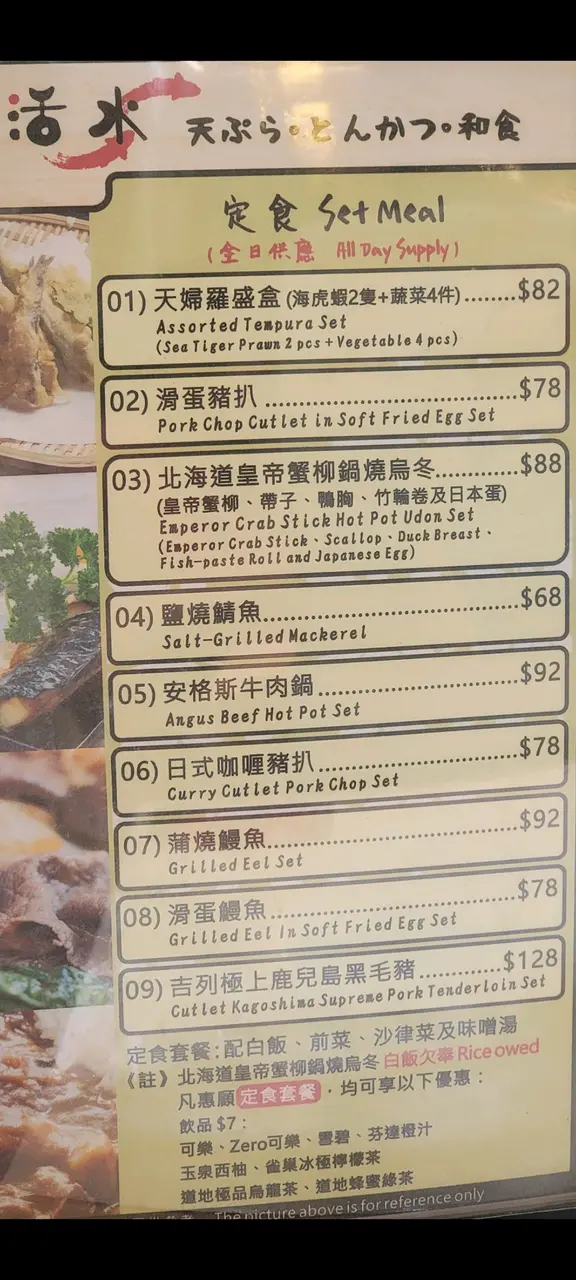 活水 天ぷら・とんかつ・和食
定食 Set Meal
(全日供應 All Day Supply)
01) 天婦羅盛盒 (海虎蝦2隻+蔬菜4件)........$82
Assorted Tempura Set
(Sea Tiger Prawn 2 pcs + Vegetable 4 pcs)
02) 滑蛋豬扒 ........$78
Pork Chop Cutlet in Soft Fried Egg Set
03) 北海道皇帝蟹柳鍋燒烏冬........$88
(皇帝蟹柳、帶子、鴨胸、竹輪卷及日本蛋)
Emperor Crab Stick Hot Pot Udon Set
(Emperor Crab Stick、Scallop、Duck Breast、
Fish-paste Roll and Japanese Egg)
04) 鹽燒鯖魚........$68
Salt-Grilled Mackerel
05) 安格斯牛肉鍋........$92
Angus Beef Hot Pot Set
06) 日式咖喱豬扒........$78
Curry Cutlet Pork Chop Set
07) 蒲燒鰻魚........$92
Grilled Eel Set
08) 滑蛋鰻魚........$78
Grilled Eel In Soft Fried Egg Set
09) 吉列極上鹿兒島黑毛豬........$128
Cutlet Kagoshima Supreme Pork Tenderloin Set
定食套餐:配白飯、前菜、沙律菜及味噌湯
《註》北海道皇帝蟹柳鍋燒烏冬 白飯欠奉 Rice owed
凡惠顧 定食套餐,均可享以下優惠:
飲品 $7:
可樂、Zero可樂、雪碧、芬達橙汁
玉泉西柚、雀巢冰極檸檬茶
道地極品烏龍茶、道地蜂蜜綠茶
The picture above is for reference only